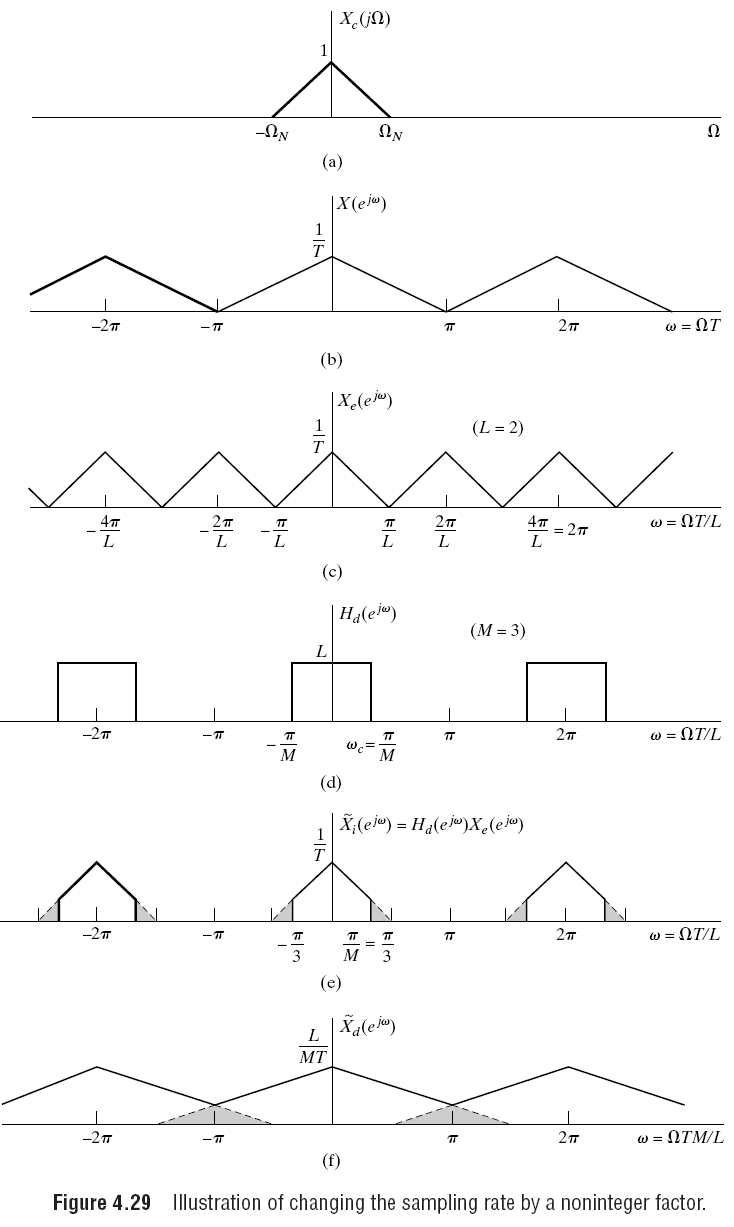 X_c(jΩ)
1
−Ω_N Ω_N Ω
(a)
X(e^{jω})
1/T
−2π −π π 2π ω = ΩT
(b)
X_e(e^{jω})
1/T (L = 2)
−4π/L −2π/L −π/L π/L 2π/L 4π/L = 2π ω = ΩT/L
(c)
H_d(e^{jω})
(M = 3)
L
−2π −π −π/M ω_c = π/M π 2π ω = ΩT/L
(d)
X̃_i(e^{jω}) = H_d(e^{jω})X_e(e^{jω})
1/T
−2π −π −π/3 π/M = π/3 π 2π ω = ΩT/L
(e)
X̃_d(e^{jω})
L/MT
−2π −π π 2π ω = ΩTM/L
(f)
Figure 4.29 Illustration of changing the sampling rate by a noninteger factor.